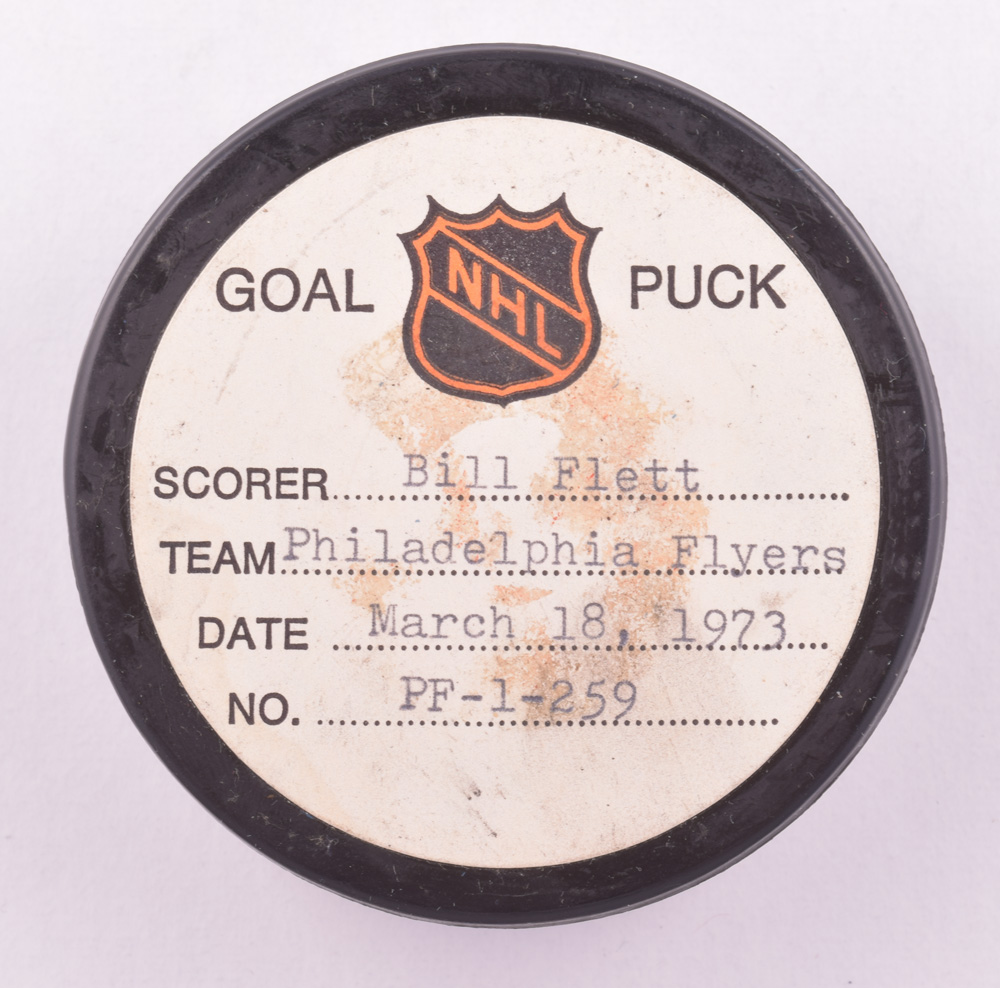 GOAL NHL PUCK
SCORER Bill Flett
TEAM Philadelphia Flyers
DATE March 18, 1973
NO. PF-1-259